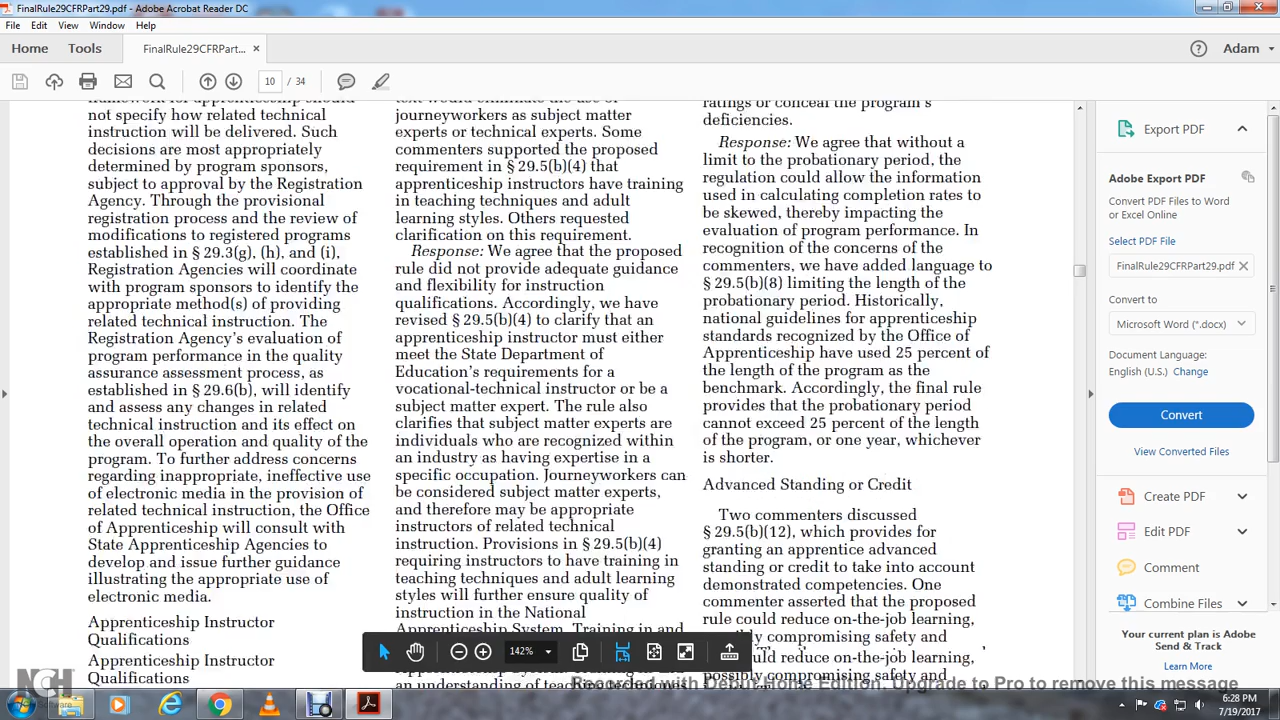 FinalRule29CFRPart29.pdf - Adobe Acrobat Reader DC
File Edit View Window Help
Home Tools FinalRule29CFRPart... × Adam
10 / 34
framework for apprenticeship should
not specify how related technical
instruction will be delivered. Such
decisions are most appropriately
determined by program sponsors,
subject to approval by the Registration
Agency. Through the provisional
registration process and the review of
modifications to registered programs
established in § 29.3(g), (h), and (i),
Registration Agencies will coordinate
with program sponsors to identify the
appropriate method(s) of providing
related technical instruction. The
Registration Agency's evaluation of
program performance in the quality
assurance assessment process, as
established in § 29.6(b), will identify
and assess any changes in related
technical instruction and its effect on
the overall operation and quality of the
program. To further address concerns
regarding inappropriate, ineffective use
of electronic media in the provision of
related technical instruction, the Office
of Apprenticeship will consult with
State Apprenticeship Agencies to
develop and issue further guidance
illustrating the appropriate use of
electronic media.
Apprenticeship Instructor
Qualifications
Apprenticeship Instructor
Qualifications
text would eliminate the use of
journeyworkers as subject matter
experts or technical experts. Some
commenters supported the proposed
requirement in § 29.5(b)(4) that
apprenticeship instructors have training
in teaching techniques and adult
learning styles. Others requested
clarification on this requirement.
Response: We agree that the proposed
rule did not provide adequate guidance
and flexibility for instruction
qualifications. Accordingly, we have
revised § 29.5(b)(4) to clarify that an
apprenticeship instructor must either
meet the State Department of
Education's requirements for a
vocational-technical instructor or be a
subject matter expert. The rule also
clarifies that subject matter experts are
individuals who are recognized within
an industry as having expertise in a
specific occupation. Journeyworkers can
be considered subject matter experts,
and therefore may be appropriate
instructors of related technical
instruction. Provisions in § 29.5(b)(4)
requiring instructors to have training in
teaching techniques and adult learning
styles will further ensure quality of
instruction in the National
Apprenticeship System. Training in and
an understanding of teaching techniques
ratings or conceal the program's
deficiencies.
Response: We agree that without a
limit to the probationary period, the
regulation could allow the information
used in calculating completion rates to
be skewed, thereby impacting the
evaluation of program performance. In
recognition of the concerns of the
commenters, we have added language to
§ 29.5(b)(8) limiting the length of the
probationary period. Historically,
national guidelines for apprenticeship
standards recognized by the Office of
Apprenticeship have used 25 percent of
the length of the program as the
benchmark. Accordingly, the final rule
provides that the probationary period
cannot exceed 25 percent of the length
of the program, or one year, whichever
is shorter.
Advanced Standing or Credit
Two commenters discussed
§ 29.5(b)(12), which provides for
granting an apprentice advanced
standing or credit to take into account
demonstrated competencies. One
commenter asserted that the proposed
rule could reduce on-the-job learning,
compromising safety and
could reduce on-the-job learning,
possibly compromising safety and
142%
Export PDF
Adobe Export PDF
Convert PDF Files to Word
or Excel Online
Select PDF File
FinalRule29CFRPart29.pdf ×
Convert to
Microsoft Word (*.docx)
Document Language:
English (U.S.) Change
Convert
View Converted Files
Create PDF
Edit PDF
Comment
Combine Files
Your current plan is Adobe
Send & Track
Learn More
NCH
Software
Recorded with Debut Home Edition. Upgrade to Pro to remove this message
6:28 PM
7/19/2017